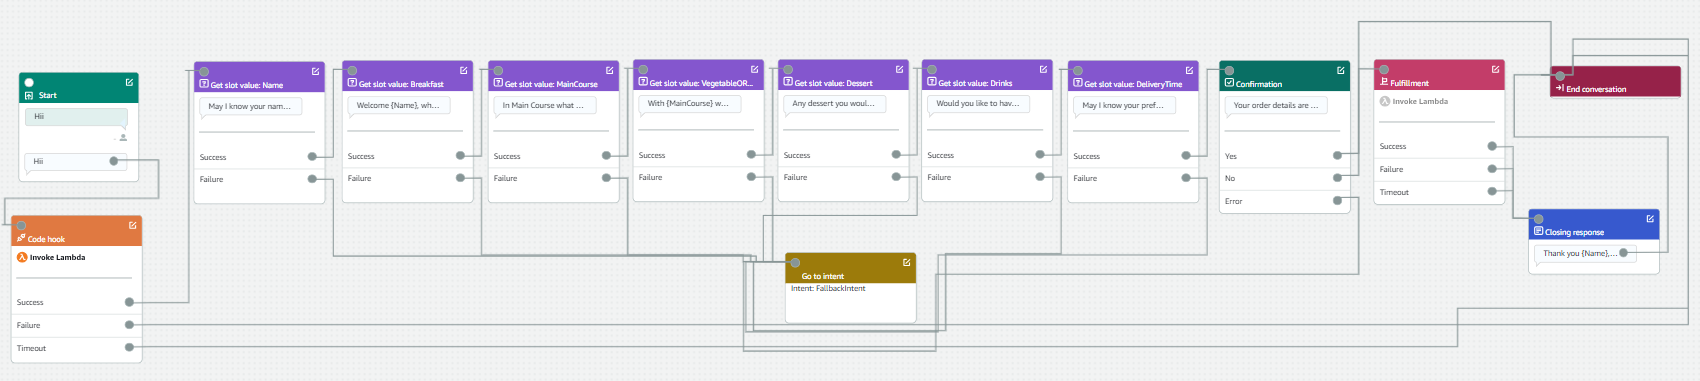 Start
Hii
Hii
Code hook
Invoke Lambda
Success
Failure
Timeout
Get slot value: Name
May I know your nam...
Success
Failure
Get slot value: Breakfast
Welcome {Name}, wh...
Success
Failure
Get slot value: MainCourse
In Main Course what ...
Success
Failure
Get slot value: VegetableOR...
With {MainCourse} w...
Success
Failure
Get slot value: Dessert
Any dessert you woul...
Success
Failure
Get slot value: Drinks
Would you like to hav...
Success
Failure
Get slot value: DeliveryTime
May I know your pref...
Success
Failure
Confirmation
Your order details are ...
Yes
No
Error
Fulfillment
Invoke Lambda
Success
Failure
Timeout
End conversation
Closing response
Thank you {Name},...
Go to intent
Intent: FallbackIntent